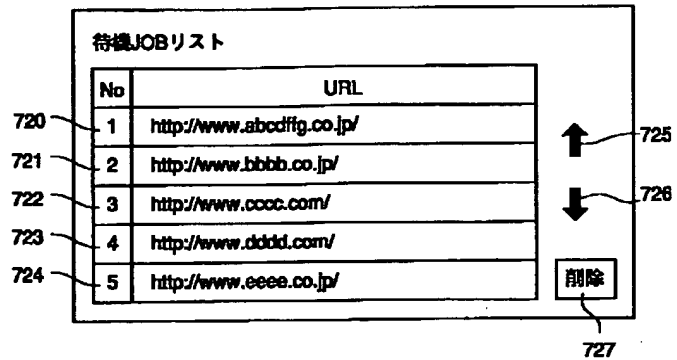 待機JOBリスト
No URL
720 1 http://www.abcdffg.co.jp/ 725
721 2 http://www.bbbb.co.jp/
722 3 http://www.cccc.com/ 726
723 4 http://www.dddd.com/
724 5 http://www.eeee.co.jp/ 削除
727